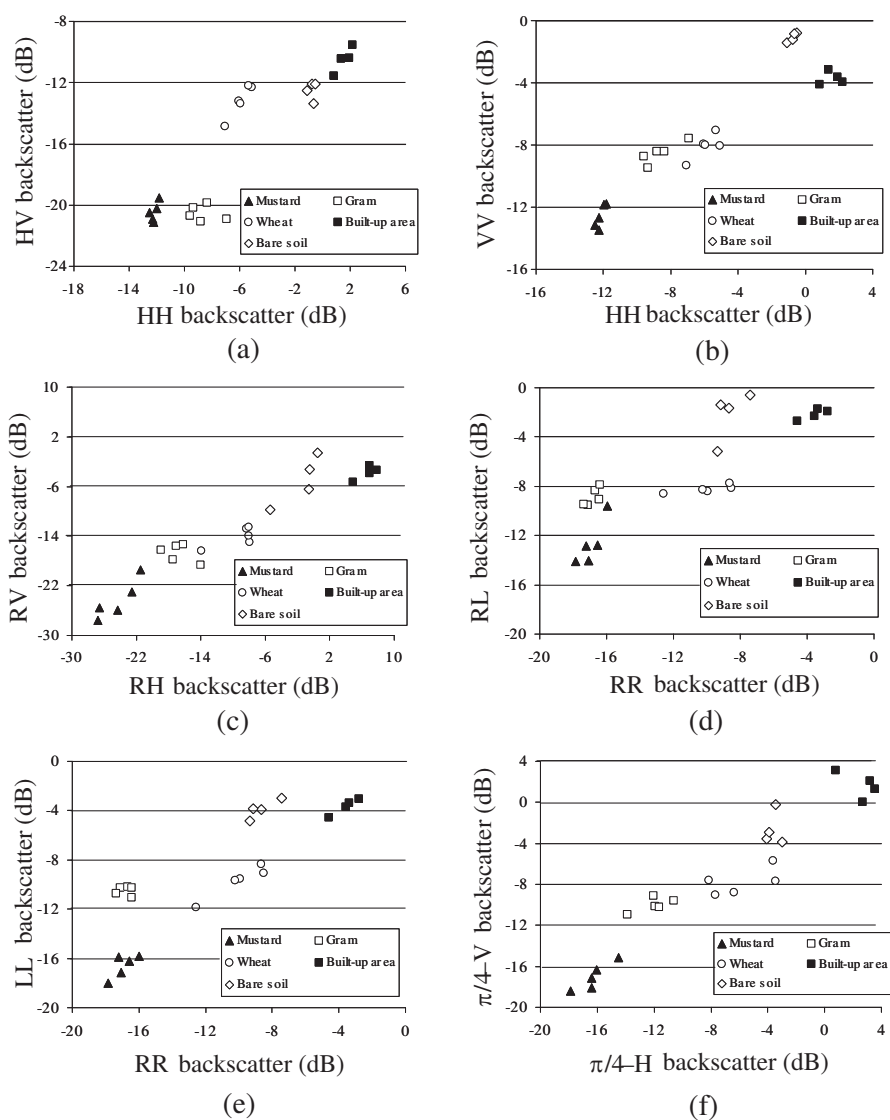 -8
-12
-16
-20
-24
HV backscatter (dB)
Mustard Gram
Wheat Built-up area
Bare soil
-18 -14 -10 -6 -2 2 6
HH backscatter (dB)
(a)
0
-4
-8
-12
-16
VV backscatter (dB)
Mustard Gram
Wheat Built-up area
Bare soil
-16 -12 -8 -4 0 4
HH backscatter (dB)
(b)
10
2
-6
-14
-22
-30
RV backscatter (dB)
Mustard Gram
Wheat Built-up area
Bare soil
-30 -22 -14 -6 2 10
RH backscatter (dB)
(c)
0
-4
-8
-12
-16
-20
RL backscatter (dB)
Mustard Gram
Wheat Built-up area
Bare soil
-20 -16 -12 -8 -4 0
RR backscatter (dB)
(d)
0
-4
-8
-12
-16
-20
LL backscatter (dB)
Mustard Gram
Wheat Built-up area
Bare soil
-20 -16 -12 -8 -4 0
RR backscatter (dB)
(e)
4
0
-4
-8
-12
-16
-20
π/4–V backscatter (dB)
Mustard Gram
Wheat Built-up area
Bare soil
-20 -16 -12 -8 -4 0 4
π/4–H backscatter (dB)
(f)